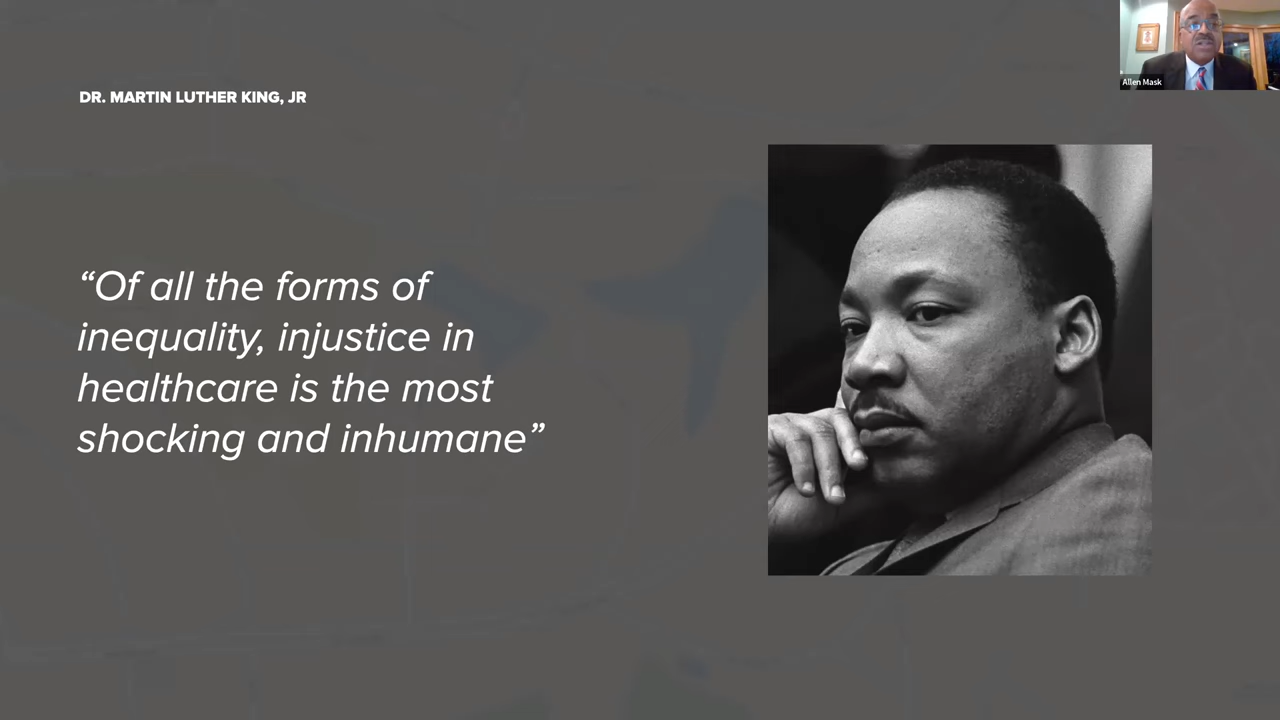 DR. MARTIN LUTHER KING, JR
“Of all the forms of
inequality, injustice in
healthcare is the most
shocking and inhumane”
Allen Mask